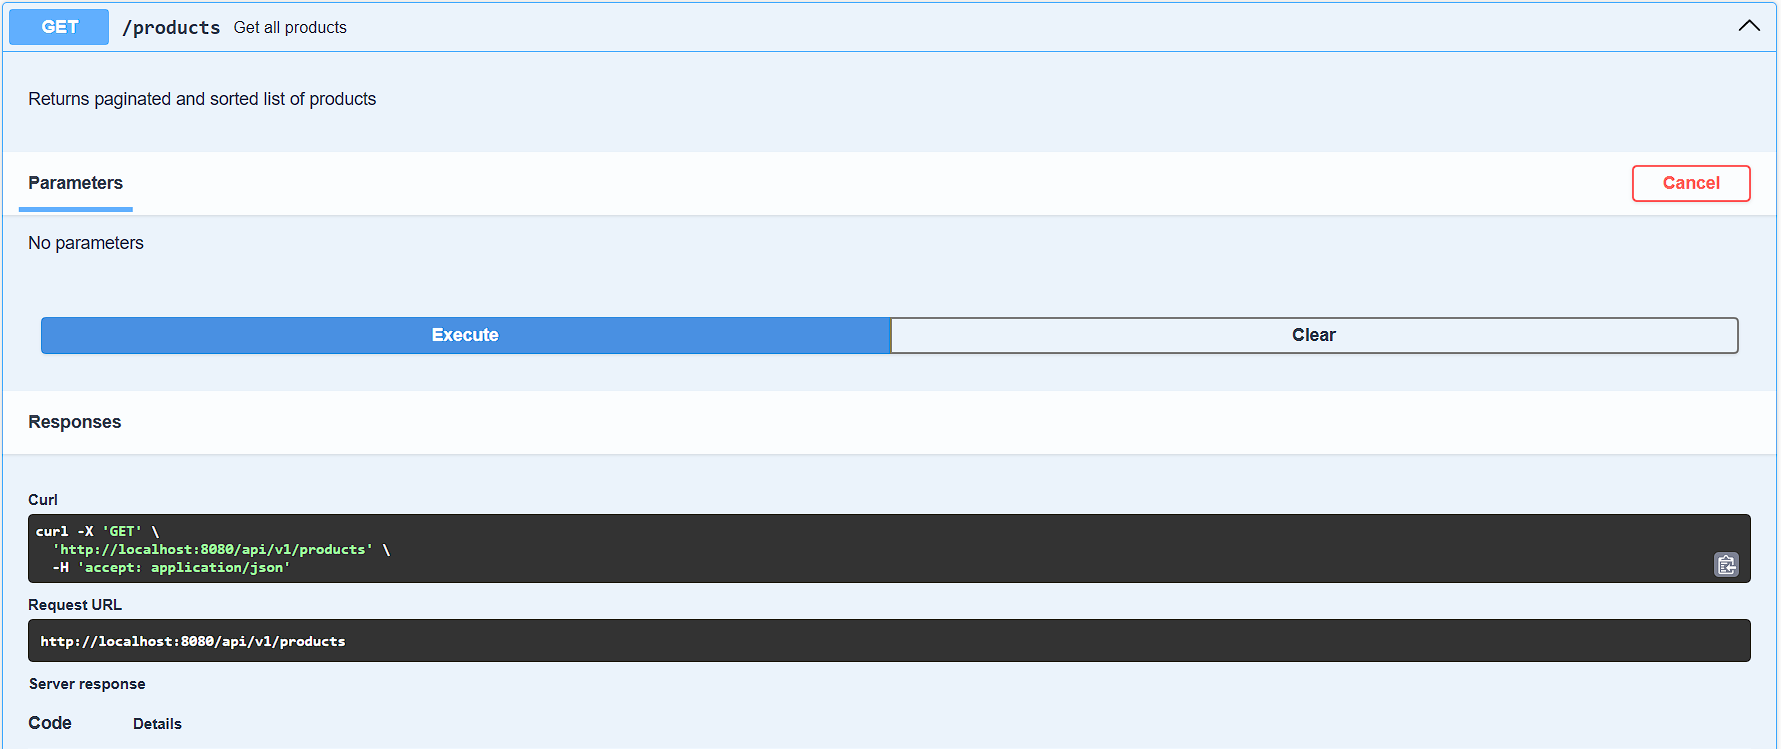 GET /products Get all products
Returns paginated and sorted list of products
Parameters Cancel
No parameters
Execute Clear
Responses
Curl
curl -X 'GET' \
'http://localhost:8080/api/v1/products' \
-H 'accept: application/json'
Request URL
http://localhost:8080/api/v1/products
Server response
Code Details